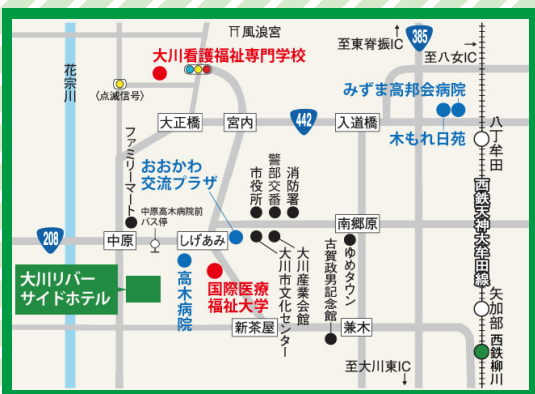 风浪宮
至東脊振IC
385
至八女IC
大川看護福祉専門学校
花宗川
〈点滅信号〉
みずま高邦会病院
木もれ日苑
大正橋
宮内
442
入道橋
八丁牟田
ファミリーマート
おおかわ
交流プラザ
市役所
警部交番
消防署
西鉄天神大牟田線
中原高木病院前
バス停
208
中原
しげあみ
南郷原
ゆめタウン
古賀政男記念館
大川産業会館
大川市文化センター
大川リバー
サイドホテル
高木病院
国際医療
福祉大学
新茶屋
兼木
矢加部
西鉄柳川
至大川東IC